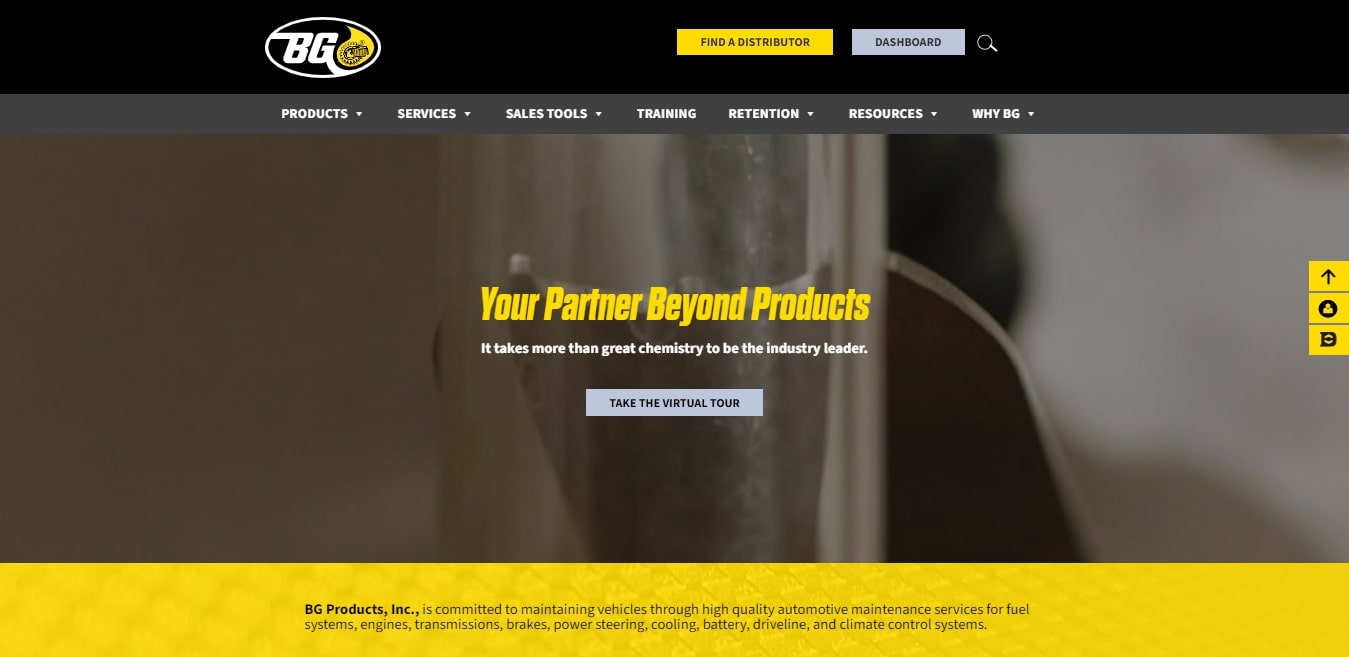 BG
FIND A DISTRIBUTOR
DASHBOARD
PRODUCTS
SERVICES
SALES TOOLS
TRAINING
RETENTION
RESOURCES
WHY BG
Your Partner Beyond Products
It takes more than great chemistry to be the industry leader.
TAKE THE VIRTUAL TOUR
BG Products, Inc., is committed to maintaining vehicles through high quality automotive maintenance services for fuel
systems, engines, transmissions, brakes, power steering, cooling, battery, driveline, and climate control systems.